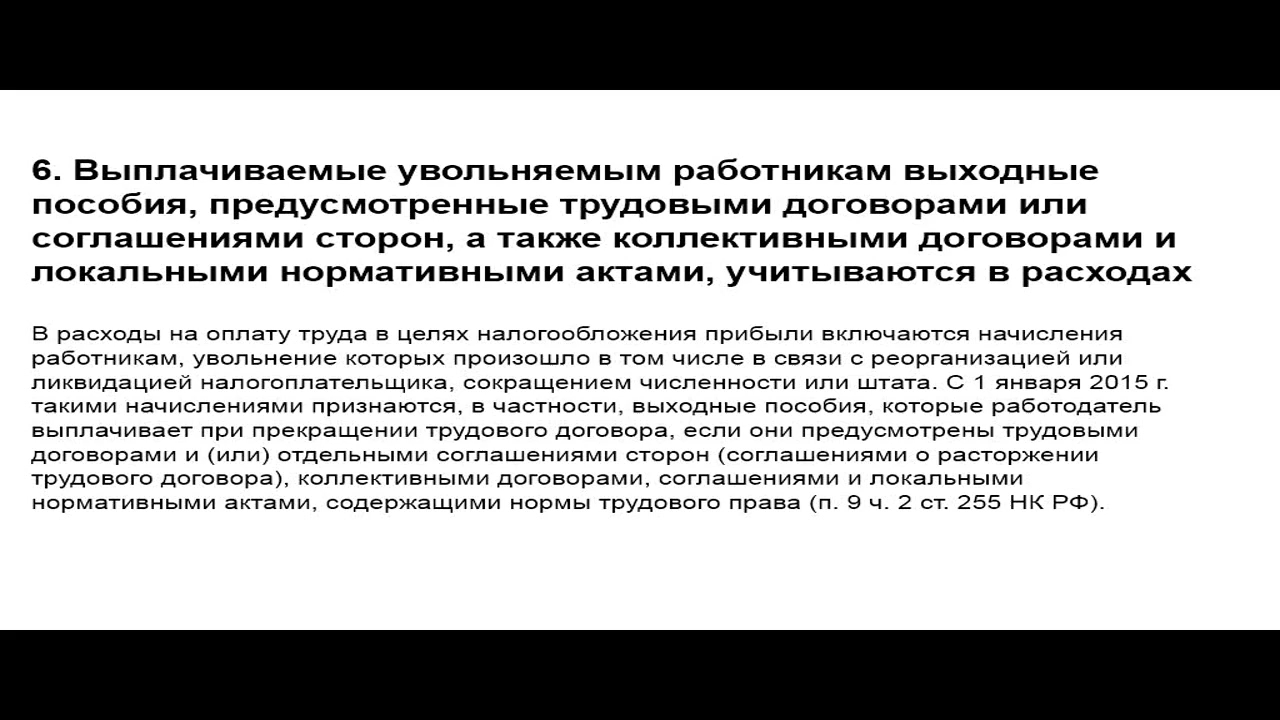 6. Выплачиваемые увольняемым работникам выходные
пособия, предусмотренные трудовыми договорами или
соглашениями сторон, а также коллективными договорами и
локальными нормативными актами, учитываются в расходах
В расходы на оплату труда в целях налогообложения прибыли включаются начисления
работникам, увольнение которых произошло в том числе в связи с реорганизацией или
ликвидацией налогоплательщика, сокращением численности или штата. С 1 января 2015 г.
такими начислениями признаются, в частности, выходные пособия, которые работодатель
выплачивает при прекращении трудового договора, если они предусмотрены трудовыми
договорами и (или) отдельными соглашениями сторон (соглашениями о расторжении
трудового договора), коллективными договорами, соглашениями и локальными
нормативными актами, содержащими нормы трудового права (п. 9 ч. 2 ст. 255 НК РФ).